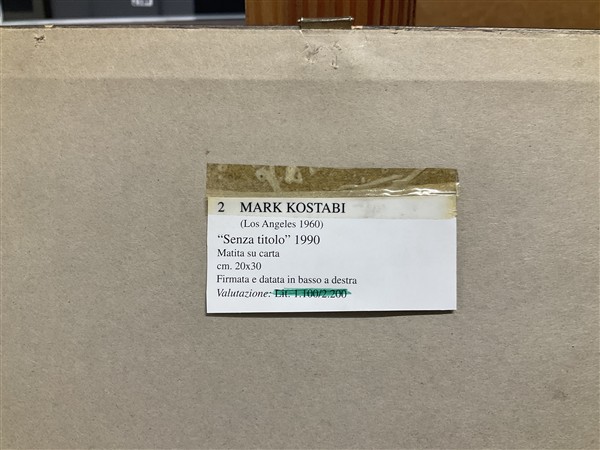 2 MARK KOSTABI
(Los Angeles 1960)
“Senza titolo” 1990
Matita su carta
cm. 20x30
Firmata e datata in basso a destra
Valutazione: Lit. 1.100/2.200